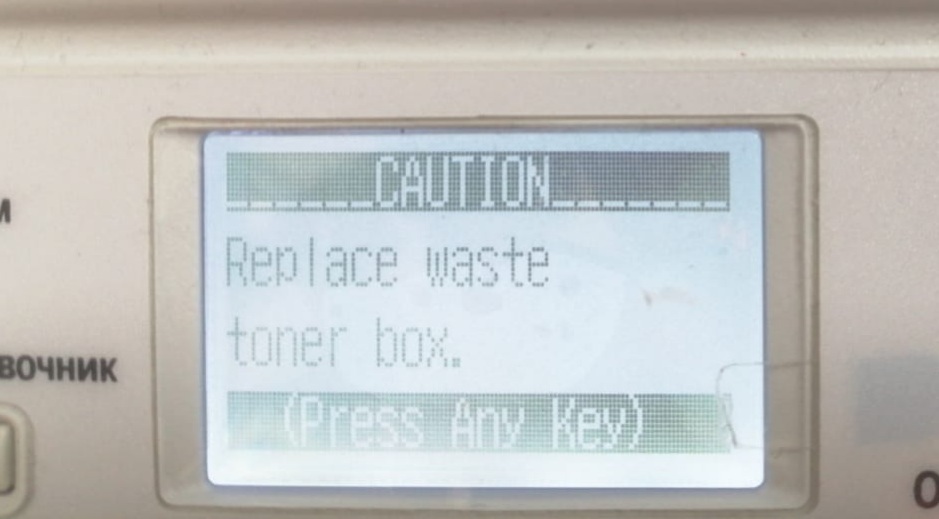 CAUTION
Replace waste
toner box.
(Press Any Key)
м
вочник
О